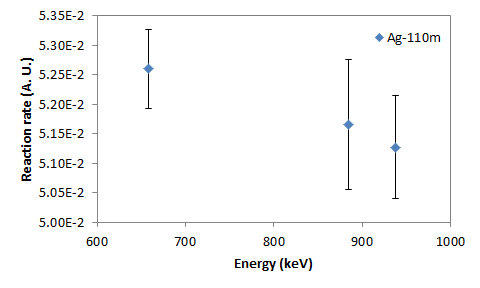 5.35E-2
5.30E-2
5.25E-2
5.20E-2
5.15E-2
5.10E-2
5.05E-2
5.00E-2
Reaction rate (A. U.)
Ag-110m
600 700 800 900 1000
Energy (keV)